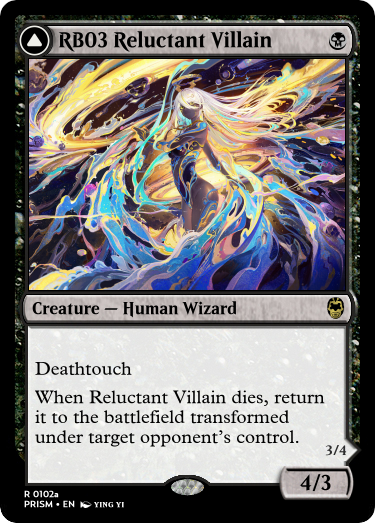 RB03 Reluctant Villain
Creature — Human Wizard
Deathtouch
When Reluctant Villain dies, return
it to the battlefield transformed
under target opponent's control.
3/4
4/3
R 0102a
PRISM • EN YING YI